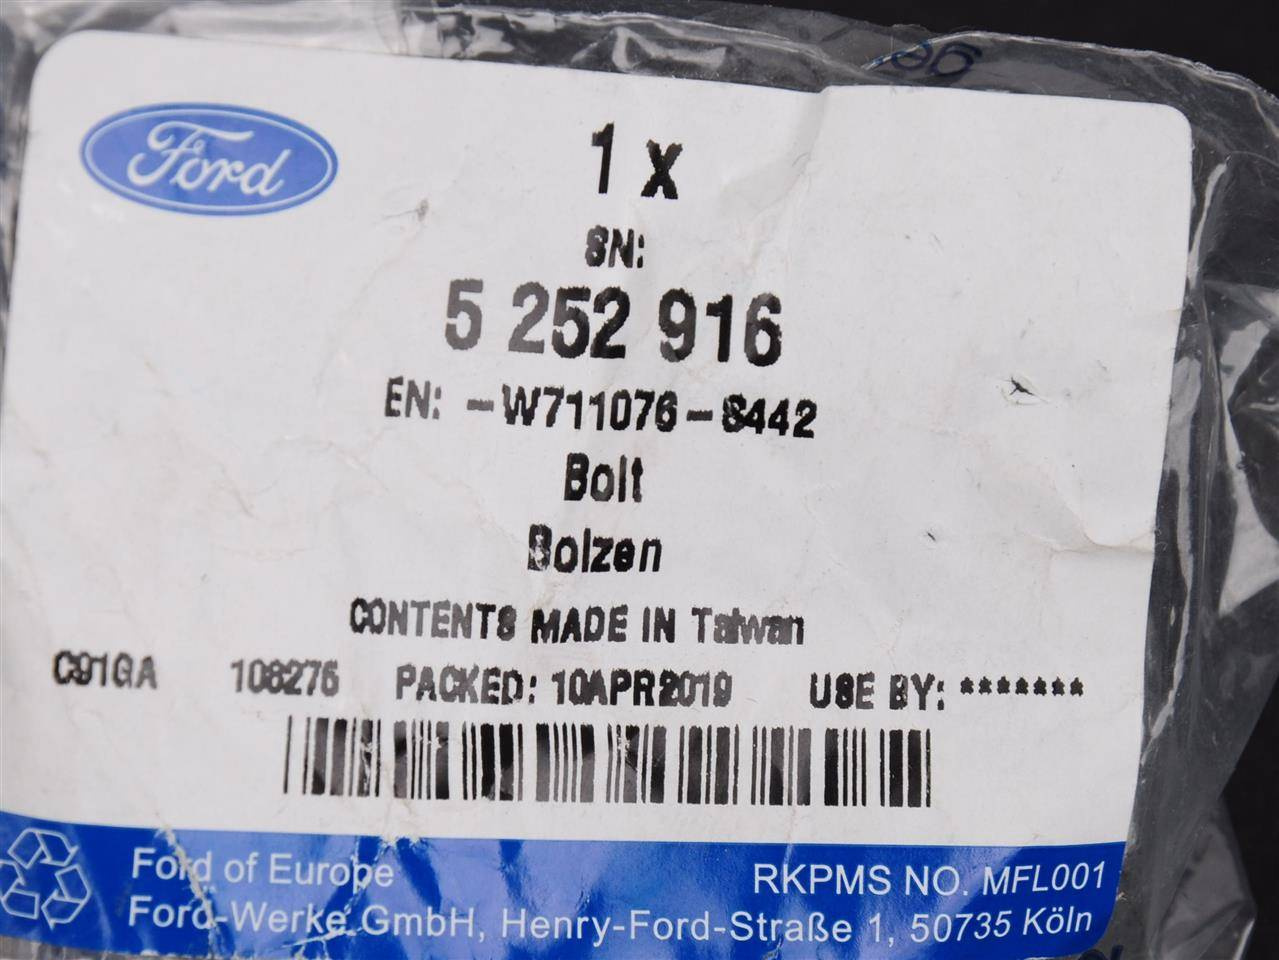 Ford
1 x
SN:
5 252 916
EN: -W711076-S442
Bolt
Bolzen
CONTENTS MADE IN Taiwan
C91GA 106276 PACKED: 10APR2019 USE BY: *******
Ford of Europe
RKPMS NO. MFL001
Ford-Werke GmbH, Henry-Ford-Straße 1, 50735 Köln